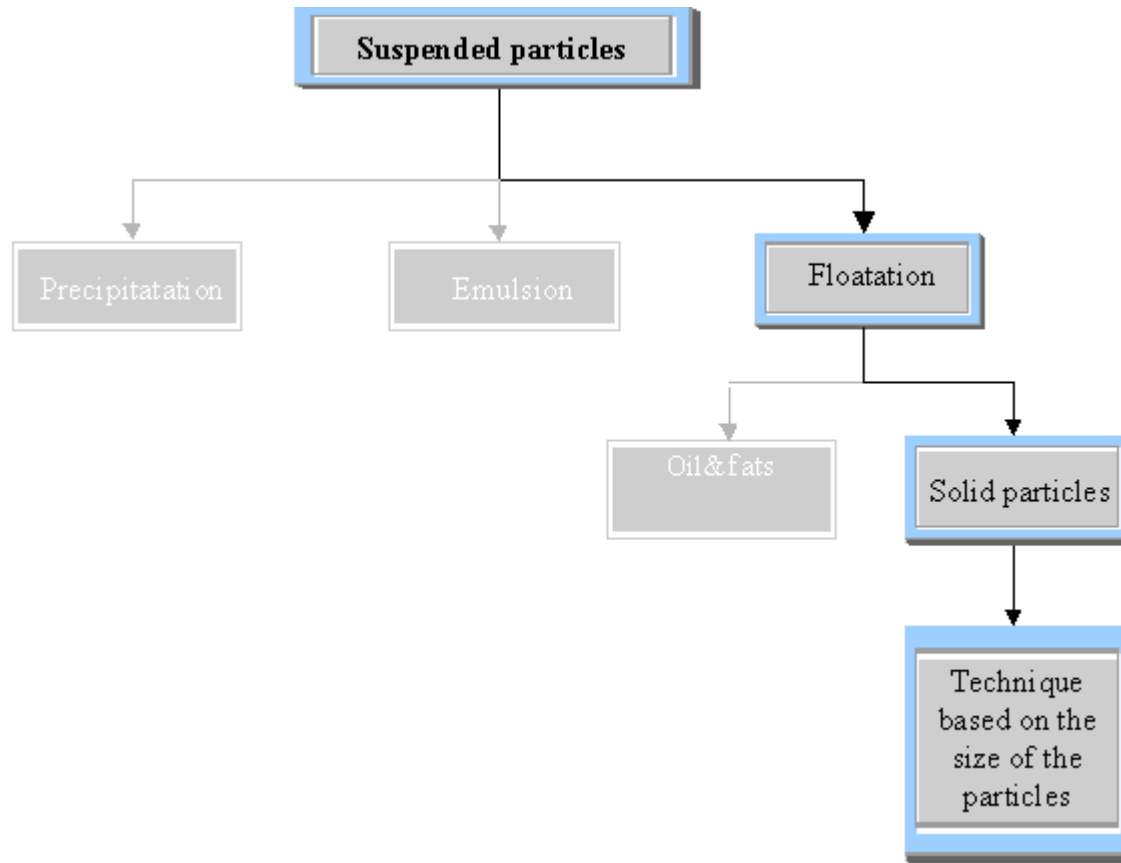 Suspended particles
Precipitatation
Emulsion
Floatation
Oil&fats
Solid particles
Technique
based on the
size of the
particles